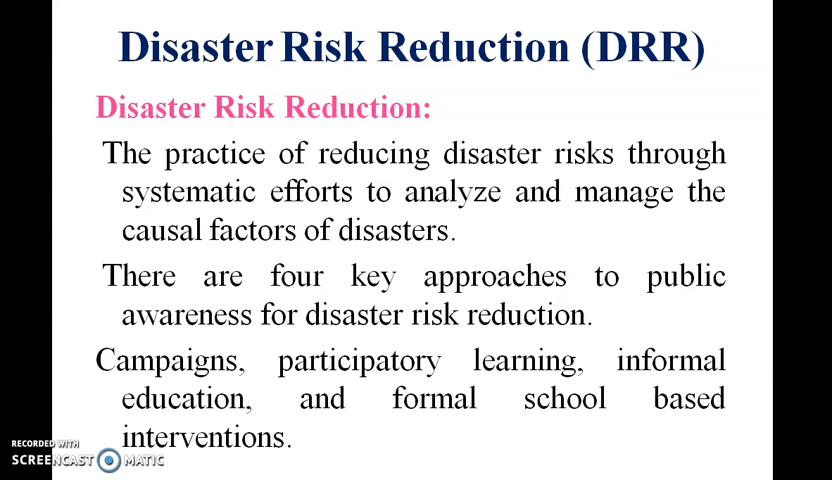 Disaster Risk Reduction (DRR)
Disaster Risk Reduction:
The practice of reducing disaster risks through
systematic efforts to analyze and manage the
causal factors of disasters.
There are four key approaches to public
awareness for disaster risk reduction.
Campaigns, participatory learning, informal
education, and formal school based
interventions.
RECORDED WITH
SCREENCAST MATIC